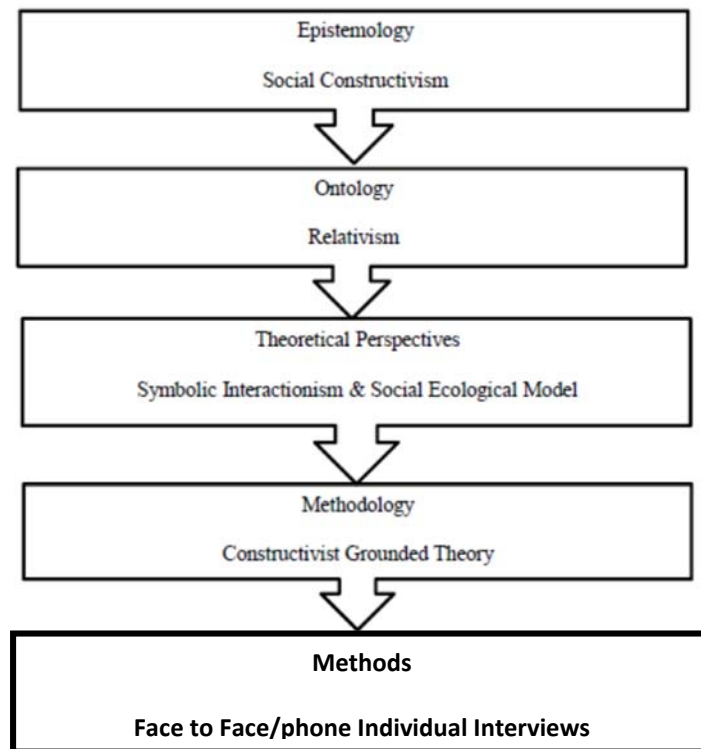 Epistemology
Social Constructivism
Ontology
Relativism
Theoretical Perspectives
Symbolic Interactionism & Social Ecological Model
Methodology
Constructivist Grounded Theory
Methods
Face to Face/phone Individual Interviews